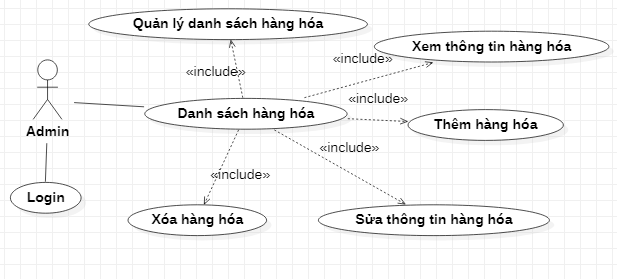 Quản lý danh sách hàng hóa
Xem thông tin hàng hóa
«include»
«include»
«include»
Danh sách hàng hóa
Thêm hàng hóa
Admin
«include»
«include»
Login
Xóa hàng hóa
Sửa thông tin hàng hóa